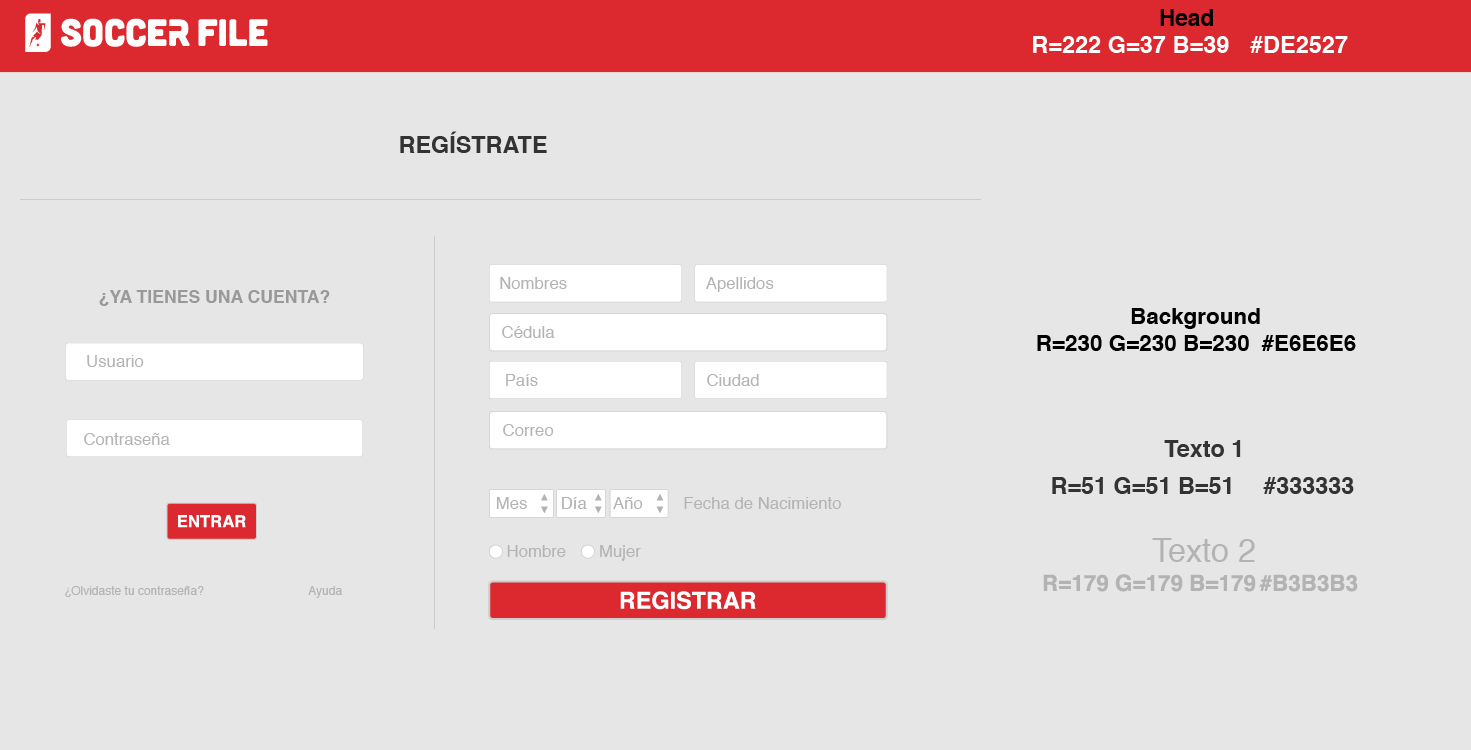 SOCCER FILE
Head
R=222 G=37 B=39 #DE2527
REGÍSTRATE
¿YA TIENES UNA CUENTA?
Usuario
Contraseña
ENTRAR
¿Olvidaste tu contraseña? Ayuda
Nombres Apellidos
Cédula
País Ciudad
Correo
Mes Día Año Fecha de Nacimiento
Hombre Mujer
REGISTRAR
Background
R=230 G=230 B=230 #E6E6E6
Texto 1
R=51 G=51 B=51 #333333
Texto 2
R=179 G=179 B=179 #B3B3B3